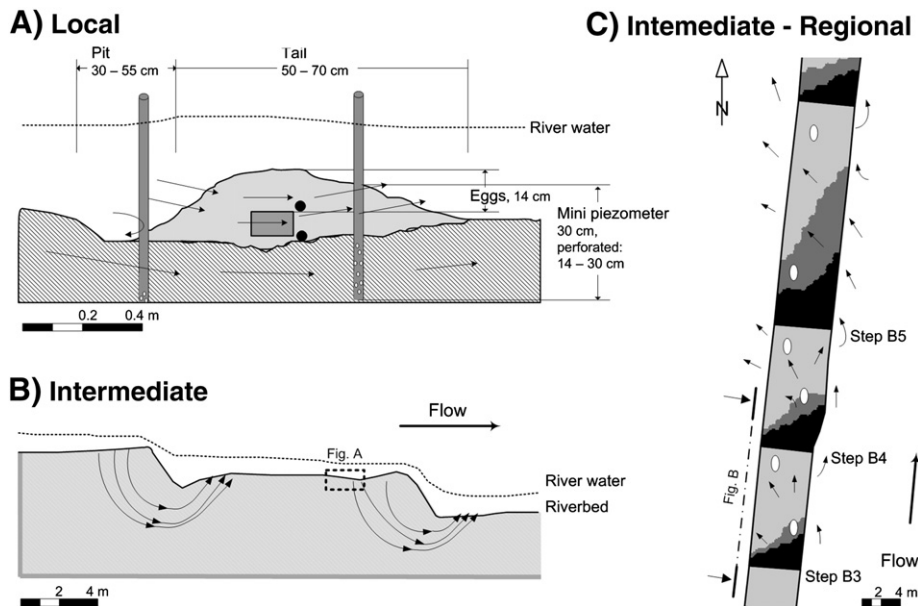 A) Local
Pit
30 – 55 cm
Tail
50 – 70 cm
River water
Eggs, 14 cm
Mini piezometer
30 cm,
perforated:
14 – 30 cm
0.2 0.4 m
B) Intermediate
Flow
Fig. A
River water
Riverbed
2 4 m
C) Intemediate - Regional
N
Step B5
Step B4
Fig. B
Step B3
Flow
2 4 m